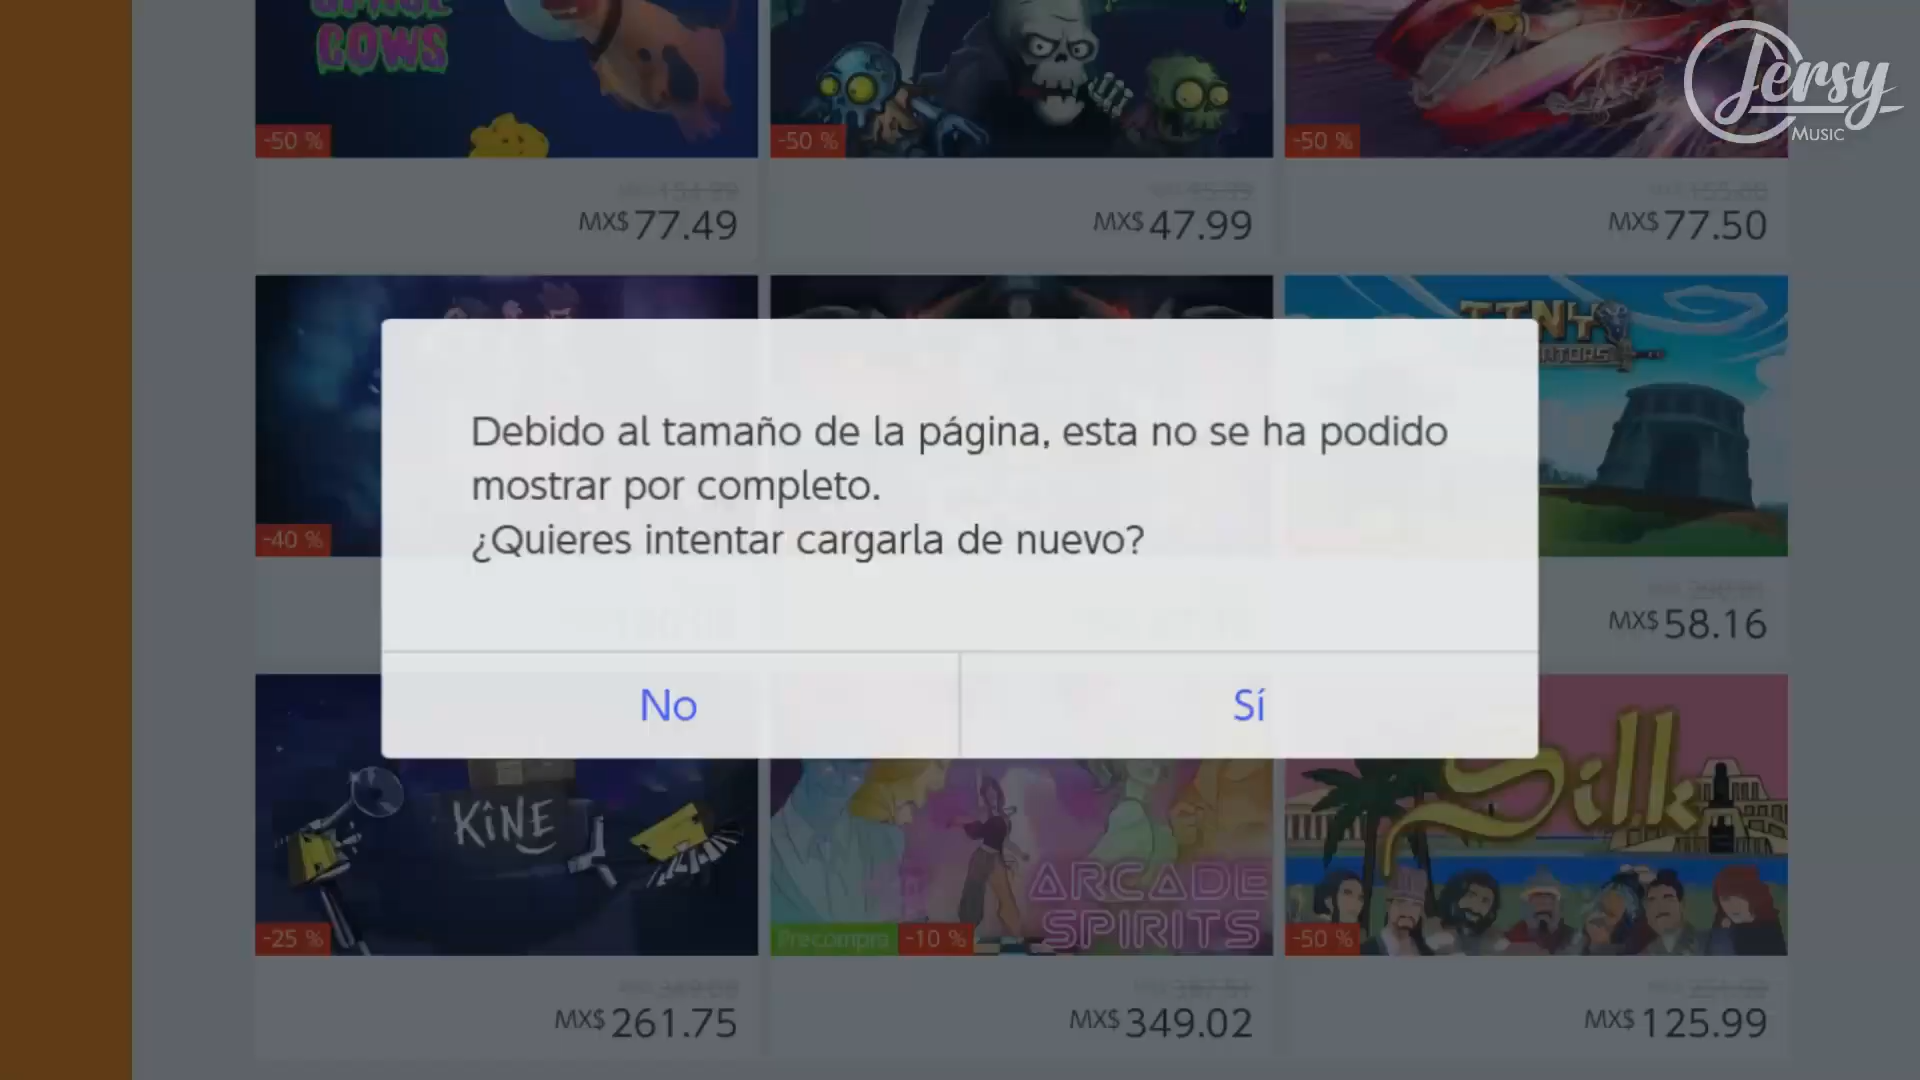 COWS
Jersy
Music
-50 %
-50 %
-50 %
MX$77.49
MX$47.99
MX$77.50
TINY
Debido al tamaño de la página, esta no se ha podido
mostrar por completo.
¿Quieres intentar cargarla de nuevo?
-40 %
MX$58.16
No
Sí
KINE
Silk
ARCADE
SPIRITS
-25 %
Precompra
-10 %
-50 %
MX$261.75
MX$349.02
MX$125.99